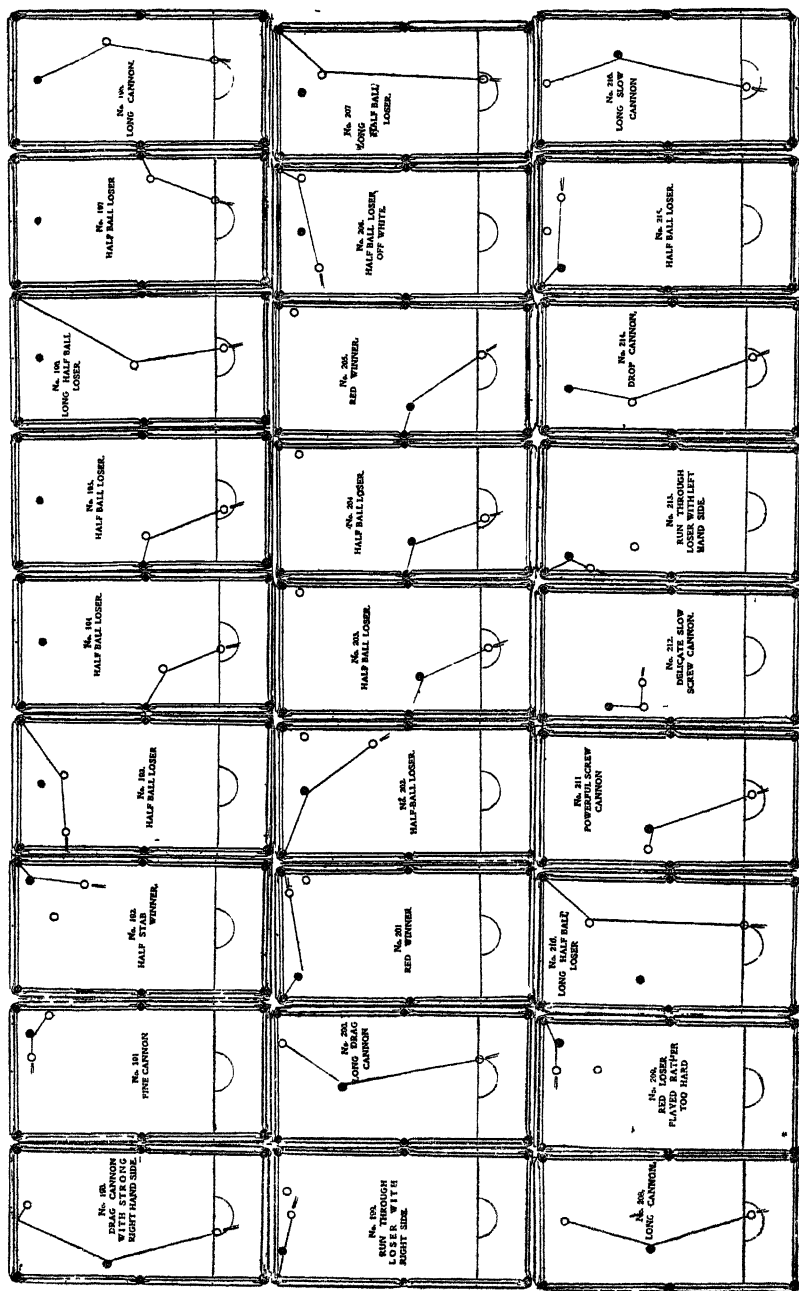 No. 198.
LONG CANNON.
No. 207
LONG
HALF BALL
LOSER.
No. 216.
LONG SLOW
CANNON
No. 197
HALF BALL LOSER
No. 206.
HALF BALL LOSER
OFF WHITE.
No. 215.
HALF BALL LOSER.
No. 196.
LONG HALF BALL
LOSER.
No. 205.
RED WINNER.
No. 214.
DROP CANNON.
No. 195.
HALF BALL LOSER.
No. 204
HALF BALL LOSER.
No. 213.
RUN THROUGH
LOSER WITH LEFT
HAND SIDE.
No. 194
HALF BALL LOSER.
No. 203.
HALF BALL LOSER.
No. 212.
DELICATE SLOW
SCREW CANNON.
No. 193.
HALF BALL LOSER
No. 202.
HALF-BALL LOSER.
No. 211
POWERFUL SCREW
CANNON
No. 192.
HALF STAB
WINNER.
No. 201
RED WINNER
No. 210.
LONG HALF BALL
LOSER
No. 191
FINE CANNON
No. 200.
LONG DRAG
CANNON
No. 209.
RED LOSER
PLAYED RATHER
TOO HARD
No. 190.
DRAG CANNON
WITH STRONG
RIGHT HAND SIDE.
No. 199.
RUN THROUGH
LOSER WITH
RIGHT SIDE.
No. 208.
LONG CANNON.